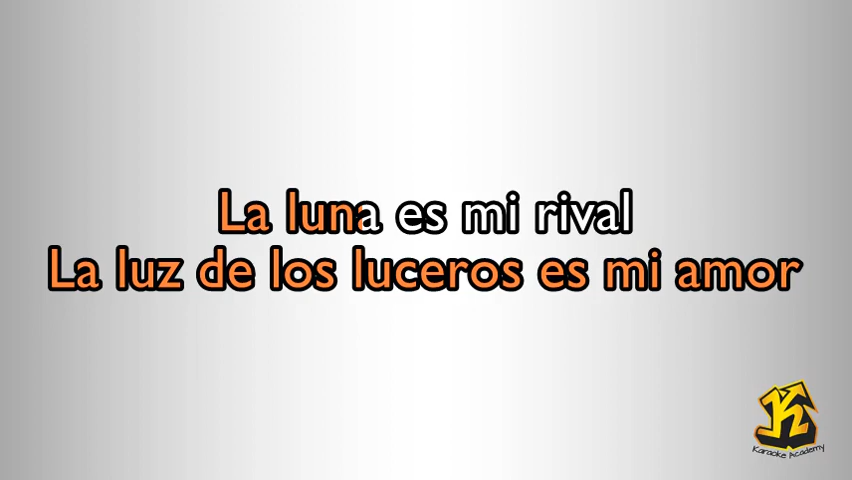 La luna es mi rival
La luz de los luceros es mi amor
K
Karaoke Academy